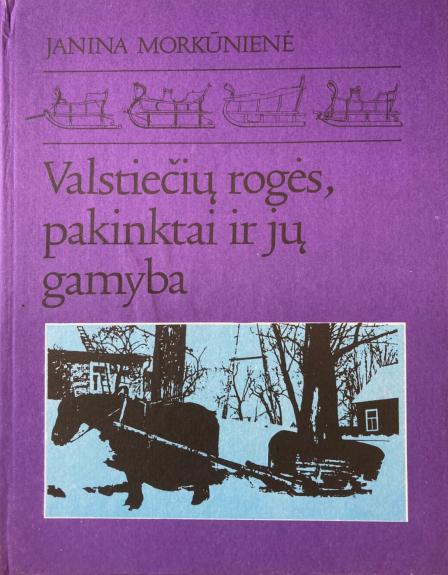 JANINA MORKŪNIENĖ
Valstiečių rogės,
pakinktai ir jų
gamyba